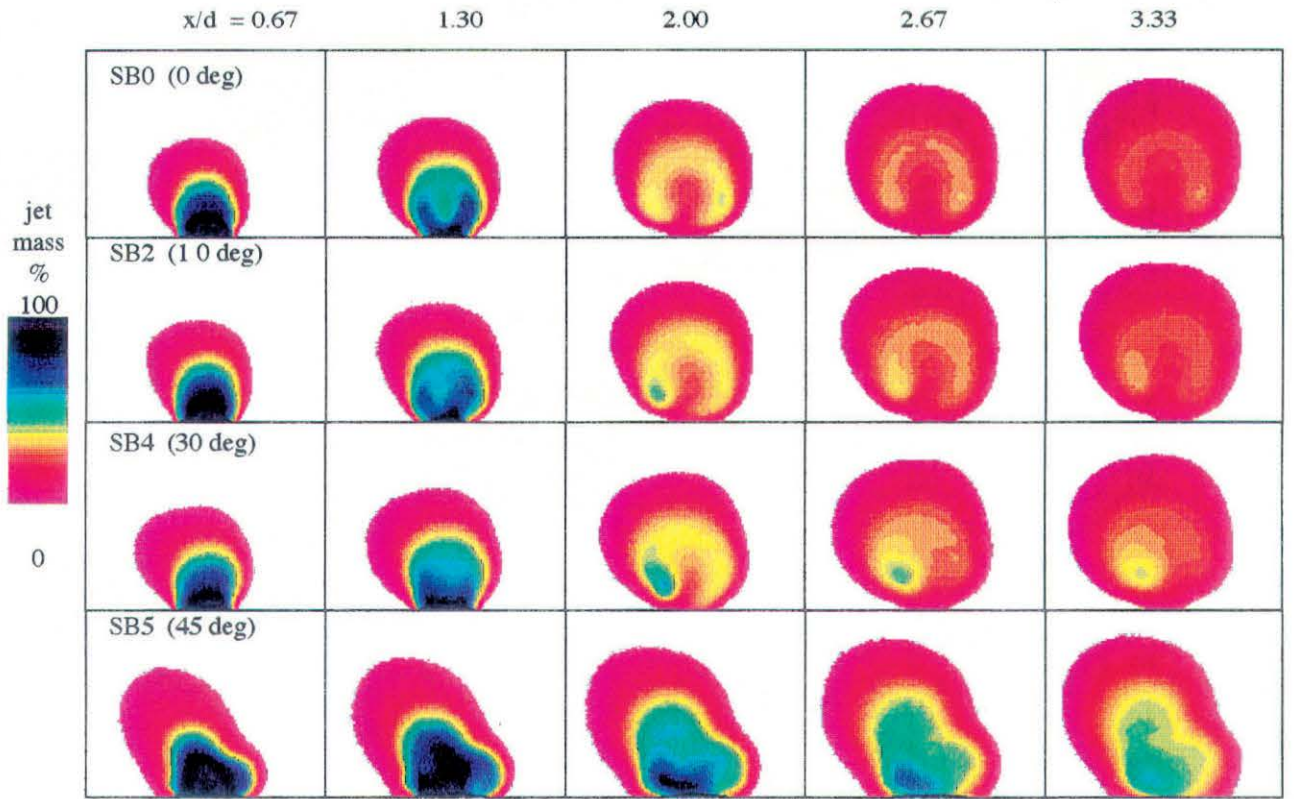 x/d = 0.67 1.30 2.00 2.67 3.33
SB0 (0 deg)
jet
mass
%
100
0
SB2 (1 0 deg)
SB4 (30 deg)
SB5 (45 deg)